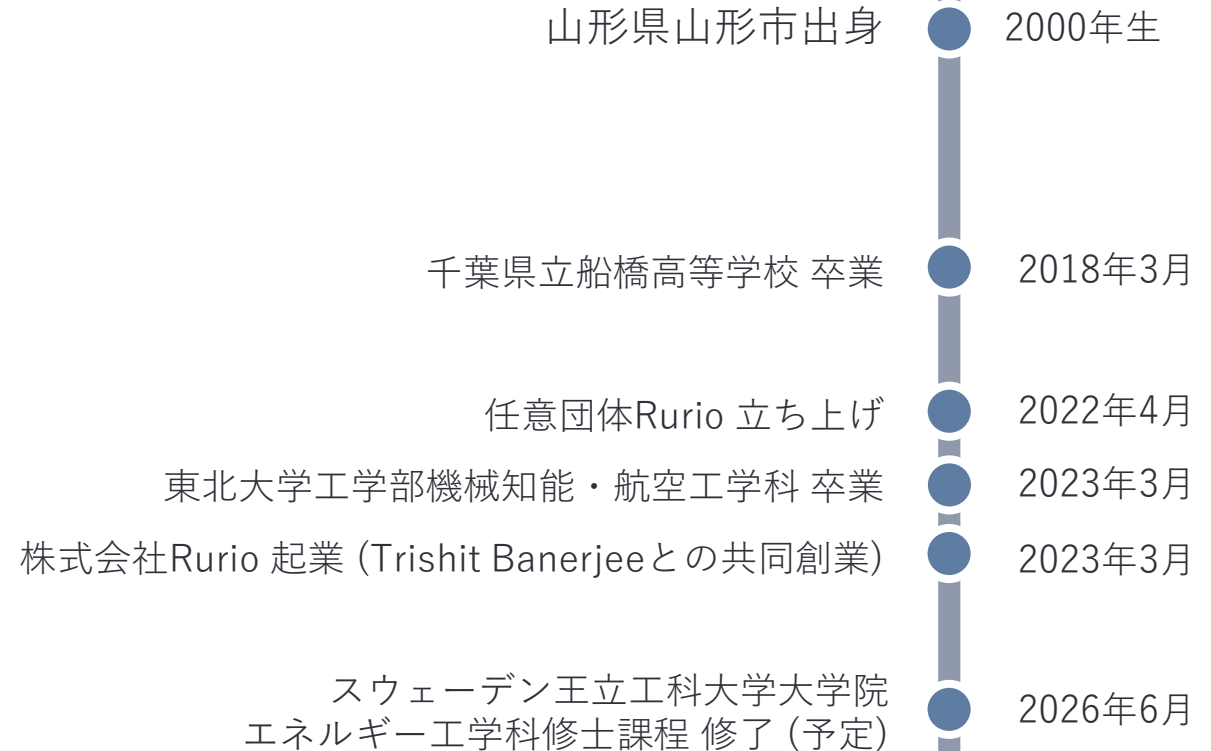 山形県山形市出身 2000年生
千葉県立船橋高等学校 卒業 2018年3月
任意団体Rurio 立ち上げ 2022年4月
東北大学工学部機械知能・航空工学科 卒業 2023年3月
株式会社Rurio 起業 (Trishit Banerjeeとの共同創業) 2023年3月
スウェーデン王立工科大学大学院
エネルギー工学科修士課程 修了 (予定) 2026年6月